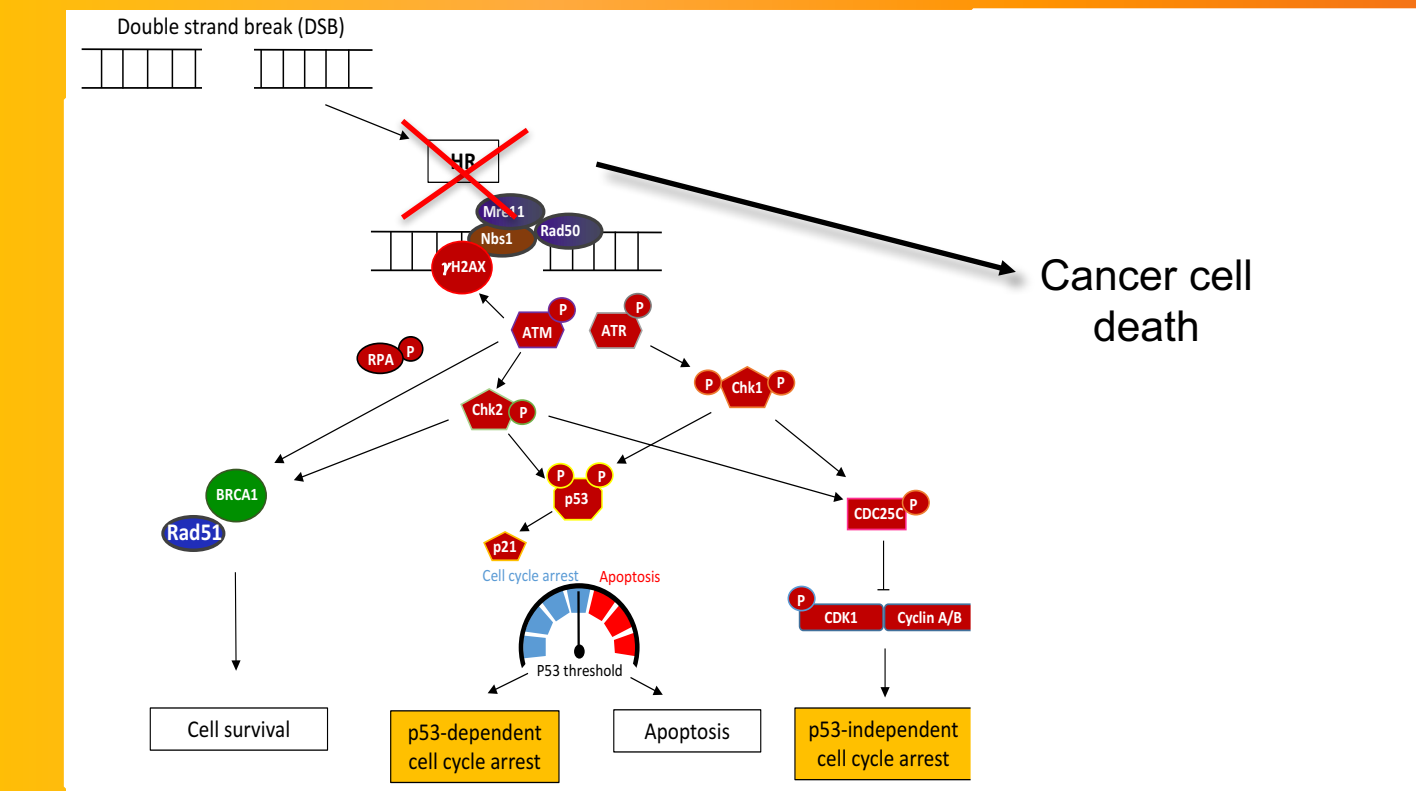 Double strand break (DSB)
HR
Mre11
Rad50
Nbs1
γH2AX
Cancer cell
death
P
P
ATM
ATR
RPA
P
P
Chk1
P
Chk2
P
P
P
p53
BRCA1
Rad51
P
CDC25C
p21
Cell cycle arrest
Apoptosis
P
CDK1
Cyclin A/B
P53 threshold
Cell survival
p53-dependent
cell cycle arrest
Apoptosis
p53-independent
cell cycle arrest